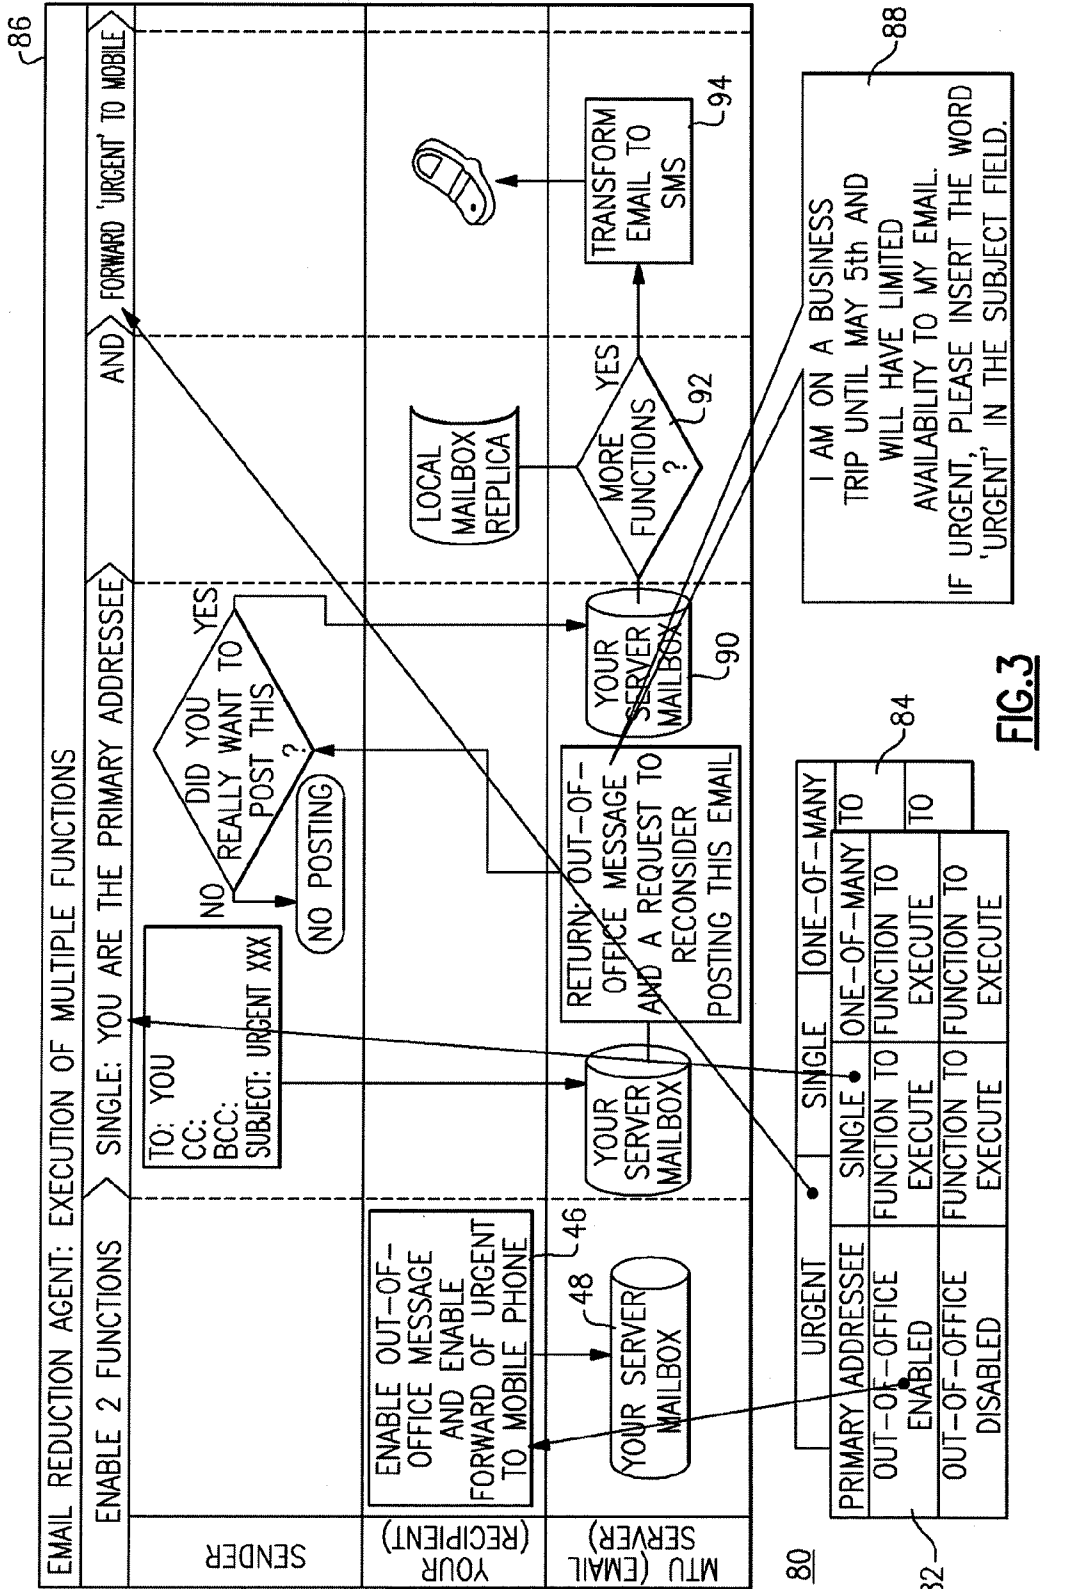 86
EMAIL REDUCTION AGENT: EXECUTION OF MULTIPLE FUNCTIONS
ENABLE 2 FUNCTIONS
SINGLE: YOU ARE THE PRIMARY ADDRESSEE
AND
FORWARD 'URGENT' TO MOBILE
SENDER
TO: YOU
CC:
BCC:
SUBJECT: URGENT XXX
NO
DID YOU
REALLY WANT TO
POST THIS
?
YES
NO POSTING
YOUR
(RECIPIENT)
ENABLE OUT-OF-
OFFICE MESSAGE
AND ENABLE
FORWARD OF URGENT
TO MOBILE PHONE
46
LOCAL
MAILBOX
REPLICA
MTU (EMAIL
SERVER)
YOUR SERVER
MAILBOX
48
YOUR
SERVER
MAILBOX
RETURN: OUT-OF-
OFFICE MESSAGE
AND A REQUEST TO
RECONSIDER
POSTING THIS EMAIL
YOUR
SERVER
MAILBOX
90
MORE
FUNCTIONS
?
YES
92
TRANSFORM
EMAIL TO
SMS
94
80
82
URGENT
SINGLE
ONE-OF-MANY
PRIMARY ADDRESSEE
SINGLE
ONE-OF-MANY
TO
OUT-OF-OFFICE
ENABLED
FUNCTION TO
EXECUTE
FUNCTION TO
EXECUTE
TO
OUT-OF-OFFICE
DISABLED
FUNCTION TO
EXECUTE
FUNCTION TO
EXECUTE
84
I AM ON A BUSINESS
TRIP UNTIL MAY 5th AND
WILL HAVE LIMITED
AVAILABILITY TO MY EMAIL.
IF URGENT, PLEASE INSERT THE WORD
'URGENT' IN THE SUBJECT FIELD.
88
FIG.3